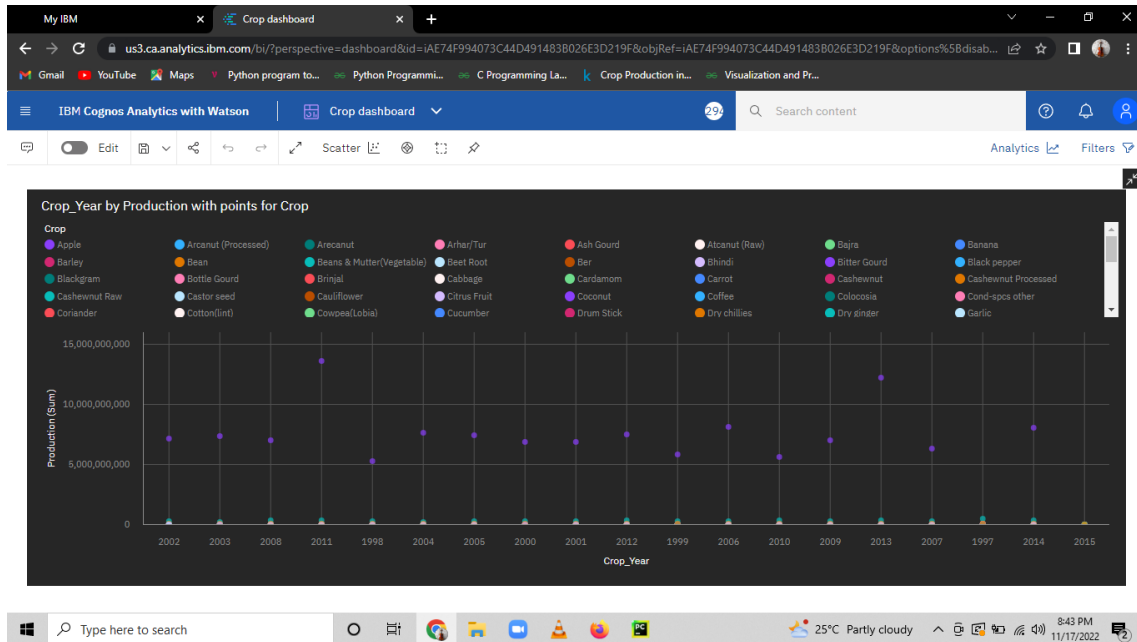 My IBM
Crop dashboard
us3.ca.analytics.ibm.com/bi/?perspective=dashboard&id=iAE74F994073C44D491483B026E3D219F&objRef=iAE74F994073C44D491483B026E3D219F&options%5Bdisab...
Gmail YouTube Maps Python program to... Python Programmi... C Programming La... Crop Production in... Visualization and Pr...
IBM Cognos Analytics with Watson Crop dashboard 294 Search content
Edit Scatter Analytics Filters
Crop_Year by Production with points for Crop
Crop
Apple Arcanut (Processed) Arecanut Arhar/Tur Ash Gourd Atcanut (Raw) Bajra Banana
Barley Bean Beans & Mutter(Vegetable) Beet Root Ber Bhindi Bitter Gourd Black pepper
Blackgram Bottle Gourd Brinjal Cabbage Cardamom Carrot Cashewnut Cashewnut Processed
Cashewnut Raw Castor seed Cauliflower Citrus Fruit Coconut Coffee Colocosia Cond-spcs other
Coriander Cotton(lint) Cowpea(Lobia) Cucumber Drum Stick Dry chillies Dry ginger Garlic
15,000,000,000
10,000,000,000
5,000,000,000
0
Production (Sum)
2002 2003 2008 2011 1998 2004 2005 2000 2001 2012 1999 2006 2010 2009 2013 2007 1997 2014 2015
Crop_Year
Type here to search 25°C Partly cloudy 8:43 PM
11/17/2022 2